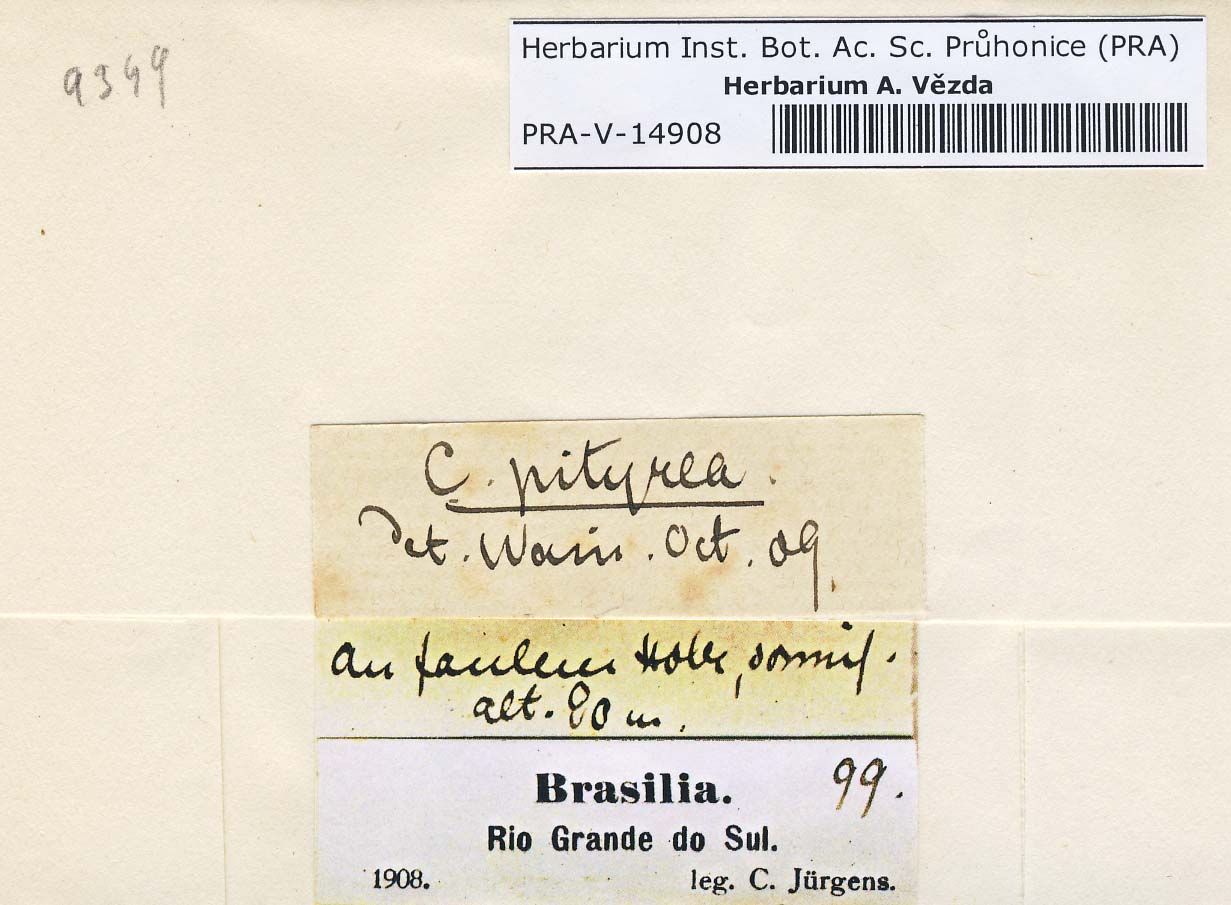 9349
Herbarium Inst. Bot. Ac. Sc. Průhonice (PRA)
Herbarium A. Vězda
PRA-V-14908
C. pityrea.
Det. Wain. Oct. 09.
an faulem Holz,
alt. 80 m.
99.
Brasilia.
Rio Grande do Sul.
1908.
leg. C. Jürgens.